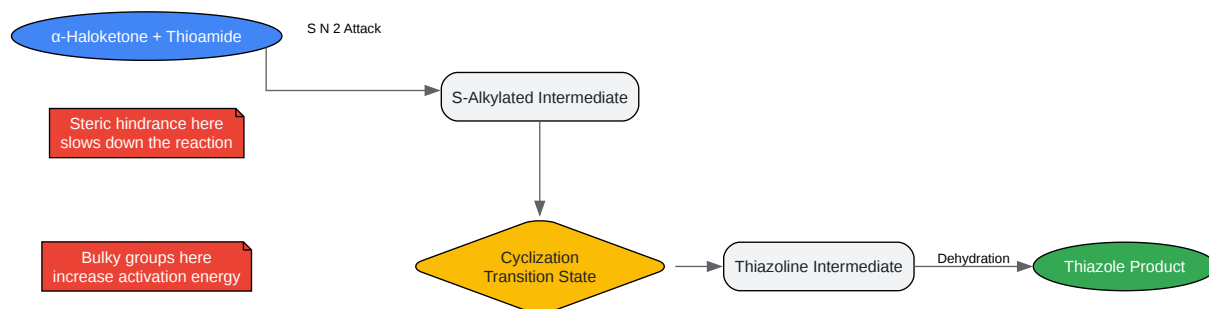 α-Haloketone + Thioamide
S N 2 Attack
S-Alkylated Intermediate
Steric hindrance here
slows down the reaction
Bulky groups here
increase activation energy
Cyclization
Transition State
Thiazoline Intermediate
Dehydration
Thiazole Product